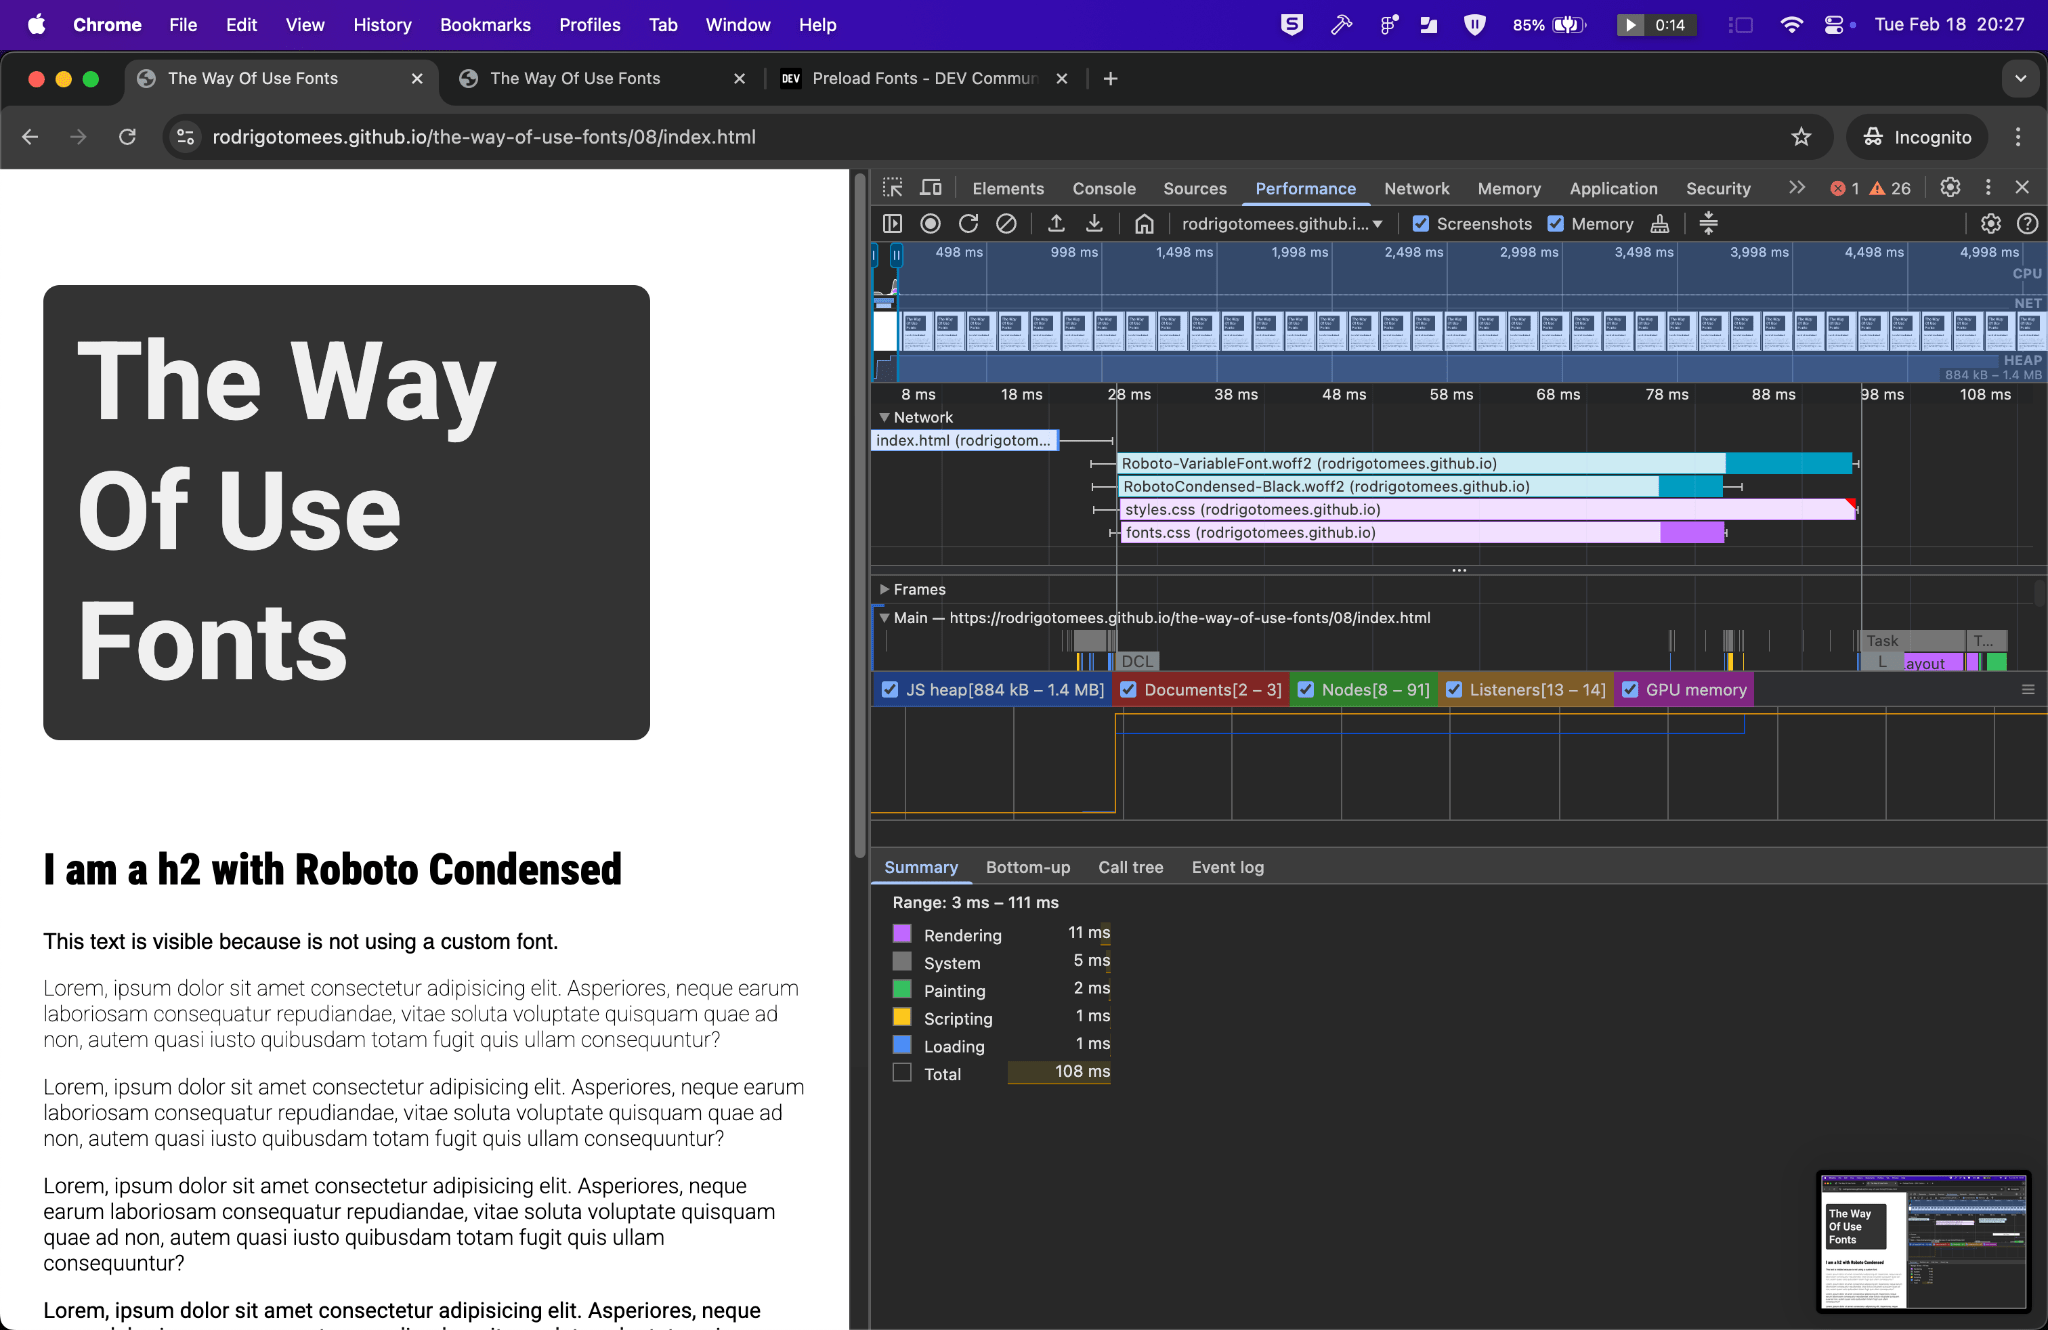 Chrome File Edit View History Bookmarks Profiles Tab Window Help 85% 0:14 Tue Feb 18 20:27
The Way Of Use Fonts The Way Of Use Fonts DEV Preload Fonts - DEV Commun
rodrigotomees.github.io/the-way-of-use-fonts/08/index.html Incognito
The Way
Of Use
Fonts
I am a h2 with Roboto Condensed
This text is visible because is not using a custom font.
Lorem, ipsum dolor sit amet consectetur adipisicing elit. Asperiores, neque earum
laboriosam consequatur repudiandae, vitae soluta voluptate quisquam quae ad
non, autem quasi iusto quibusdam totam fugit quis ullam consequuntur?
Lorem, ipsum dolor sit amet consectetur adipisicing elit. Asperiores, neque earum
laboriosam consequatur repudiandae, vitae soluta voluptate quisquam quae ad
non, autem quasi iusto quibusdam totam fugit quis ullam consequuntur?
Lorem, ipsum dolor sit amet consectetur adipisicing elit. Asperiores, neque
earum laboriosam consequatur repudiandae, vitae soluta voluptate quisquam
quae ad non, autem quasi iusto quibusdam totam fugit quis ullam
consequuntur?
Lorem, ipsum dolor sit amet consectetur adipisicing elit. Asperiores, neque
Elements Console Sources Performance Network Memory Application Security 1 26
rodrigotomees.github.i... Screenshots Memory
498 ms 998 ms 1,498 ms 1,998 ms 2,498 ms 2,998 ms 3,498 ms 3,998 ms 4,498 ms 4,998 ms
CPU
NET
HEAP
884 kB – 1.4 MB
8 ms 18 ms 28 ms 38 ms 48 ms 58 ms 68 ms 78 ms 88 ms 98 ms 108 ms
Network
index.html (rodrigotom...
Roboto-VariableFont.woff2 (rodrigotomees.github.io)
RobotoCondensed-Black.woff2 (rodrigotomees.github.io)
styles.css (rodrigotomees.github.io)
fonts.css (rodrigotomees.github.io)
Frames
Main — https://rodrigotomees.github.io/the-way-of-use-fonts/08/index.html
Task T...
DCL L ayout
JS heap[884 kB – 1.4 MB] Documents[2 – 3] Nodes[8 – 91] Listeners[13 – 14] GPU memory
Summary Bottom-up Call tree Event log
Range: 3 ms – 111 ms
Rendering 11 ms
System 5 ms
Painting 2 ms
Scripting 1 ms
Loading 1 ms
Total 108 ms
The Way
Of Use
Fonts
I am a h2 with Roboto Condensed